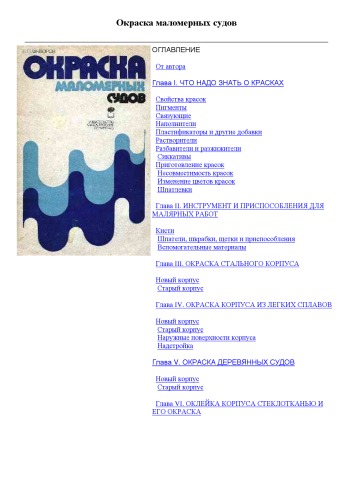 Окраска маломерных судов
ОКРАСКА
МАЛОМЕРНЫХ
СУДОВ
ОГЛАВЛЕНИЕ
От автора
Глава I. ЧТО НАДО ЗНАТЬ О КРАСКАХ
Свойства красок
Пигменты
Связующие
Наполнители
Пластификаторы и другие добавки
Растворители
Разбавители и разжижители
Сиккативы
Приготовление красок
Несовместимость красок
Изменение цветов красок
Шпатлевки
Глава II. ИНСТРУМЕНТ И ПРИСПОСОБЛЕНИЯ ДЛЯ
МАЛЯРНЫХ РАБОТ
Кисти
Шпатели, шкрабки, щетки и приспособления
Вспомогательные материалы
Глава III. ОКРАСКА СТАЛЬНОГО КОРПУСА
Новый корпус
Старый корпус
Глава IV. ОКРАСКА КОРПУСА ИЗ ЛЕГКИХ СПЛАВОВ
Новый корпус
Старый корпус
Наружные поверхности корпуса
Надстройка
Глава V. ОКРАСКА ДЕРЕВЯННЫХ СУДОВ
Новый корпус
Старый корпус
Глава VI. ОКЛЕЙКА КОРПУСА СТЕКЛОТКАНЬЮ И
ЕГО ОКРАСКА